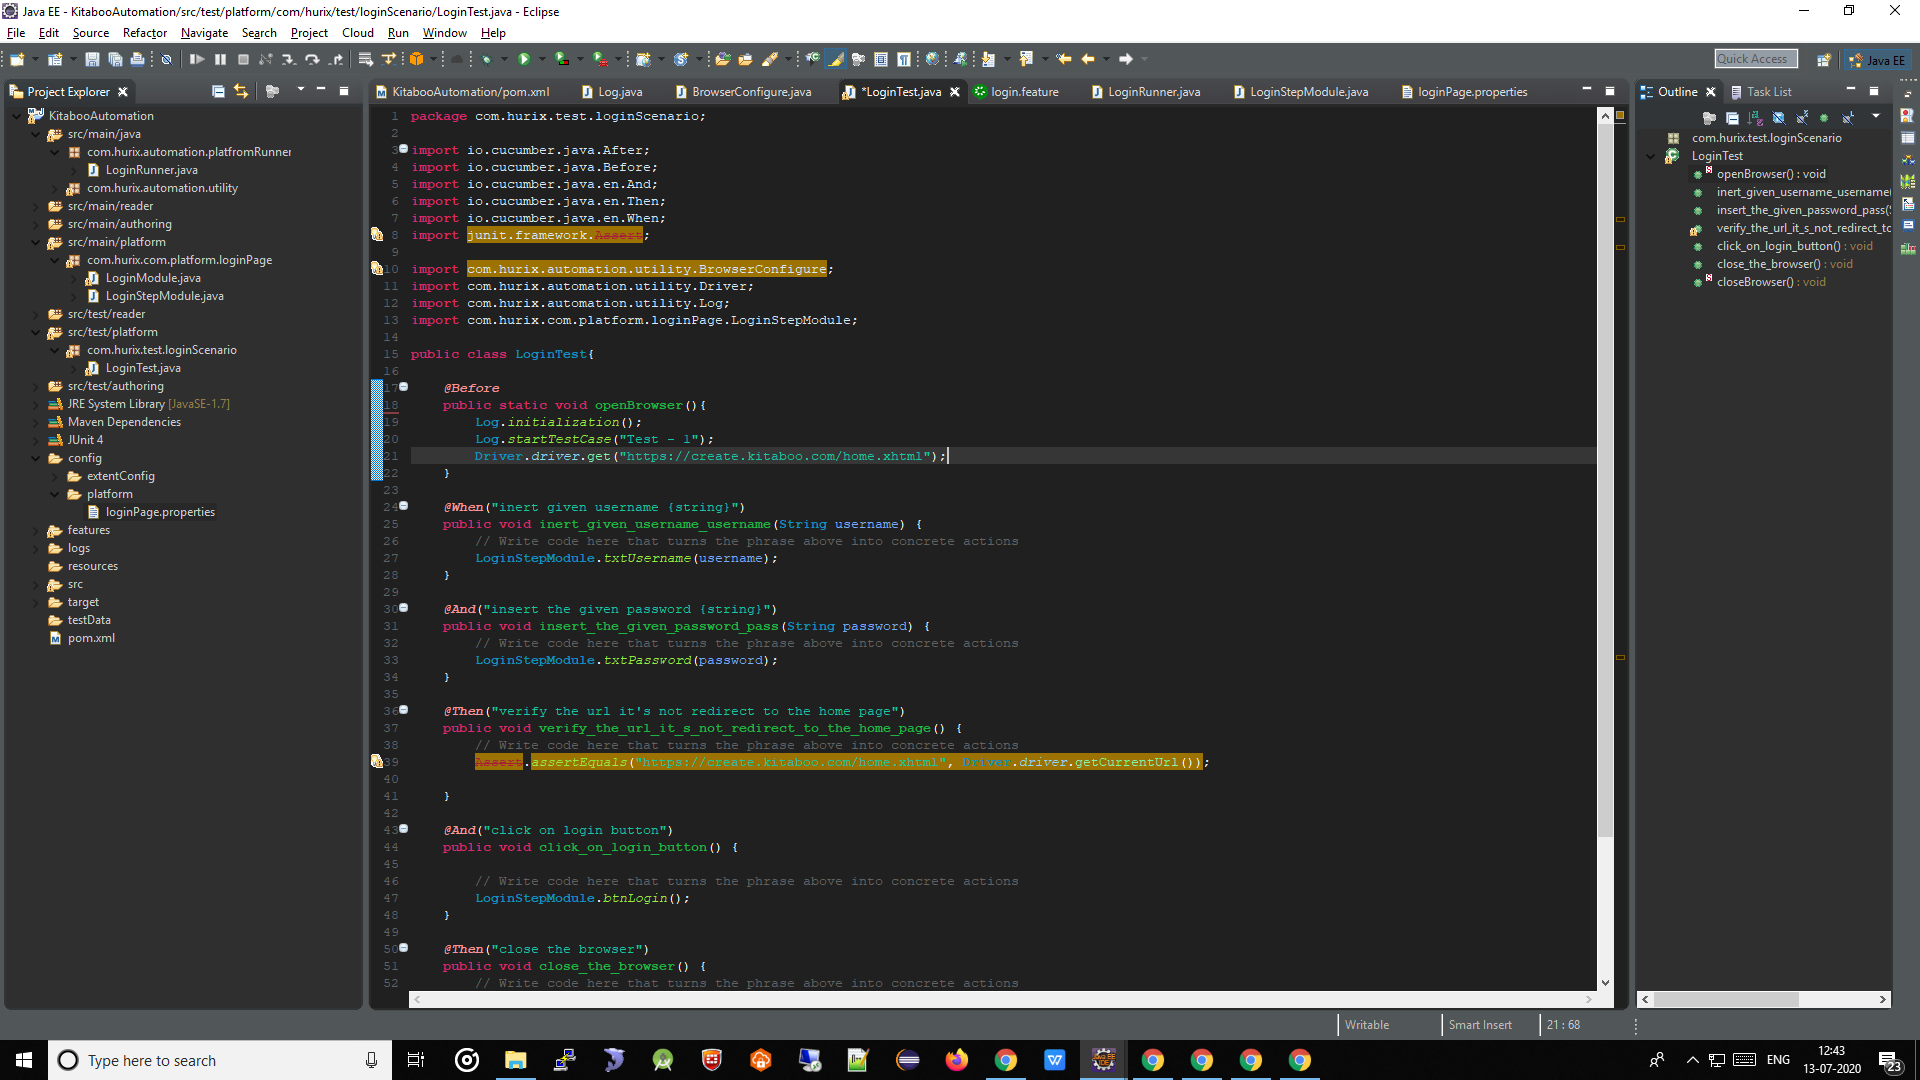 Java EE - KitabooAutomation/src/test/platform/com/hurix/test/loginScenario/LoginTest.java - Eclipse
File Edit Source Refactor Navigate Search Project Cloud Run Window Help
Quick Access
Java EE
Project Explorer
KitabooAutomation
src/main/java
com.hurix.automation.platfromRunner
LoginRunner.java
com.hurix.automation.utility
src/main/reader
src/main/authoring
src/main/platform
com.hurix.com.platform.loginPage
LoginModule.java
LoginStepModule.java
src/test/reader
src/test/platform
com.hurix.test.loginScenario
LoginTest.java
src/test/authoring
JRE System Library [JavaSE-1.7]
Maven Dependencies
JUnit 4
config
extentConfig
platform
loginPage.properties
features
logs
resources
src
target
testData
pom.xml
KitabooAutomation/pom.xml Log.java BrowserConfigure.java *LoginTest.java login.feature LoginRunner.java LoginStepModule.java loginPage.properties
1 package com.hurix.test.loginScenario;
2
3 import io.cucumber.java.After;
4 import io.cucumber.java.Before;
5 import io.cucumber.java.en.And;
6 import io.cucumber.java.en.Then;
7 import io.cucumber.java.en.When;
8 import junit.framework.Assert;
9
10 import com.hurix.automation.utility.BrowserConfigure;
11 import com.hurix.automation.utility.Driver;
12 import com.hurix.automation.utility.Log;
13 import com.hurix.com.platform.loginPage.LoginStepModule;
14
15 public class LoginTest{
16
17 @Before
18 public static void openBrowser(){
19 Log.initialization();
20 Log.startTestCase("Test - 1");
21 Driver.driver.get("https://create.kitaboo.com/home.xhtml");
22 }
23
24 @When("inert given username {string}")
25 public void inert_given_username_username(String username) {
26 // Write code here that turns the phrase above into concrete actions
27 LoginStepModule.txtUsername(username);
28 }
29
30 @And("insert the given password {string}")
31 public void insert_the_given_password_pass(String password) {
32 // Write code here that turns the phrase above into concrete actions
33 LoginStepModule.txtPassword(password);
34 }
35
36 @Then("verify the url it's not redirect to the home page")
37 public void verify_the_url_it_s_not_redirect_to_the_home_page() {
38 // Write code here that turns the phrase above into concrete actions
39 Assert.assertEquals("https://create.kitaboo.com/home.xhtml", Driver.driver.getCurrentUrl());
40
41 }
42
43 @And("click on login button")
44 public void click_on_login_button() {
45
46 // Write code here that turns the phrase above into concrete actions
47 LoginStepModule.btnLogin();
48 }
49
50 @Then("close the browser")
51 public void close_the_browser() {
52 // Write code here that turns the phrase above into concrete actions
Outline Task List
com.hurix.test.loginScenario
LoginTest
openBrowser() : void
inert_given_username_username(
insert_the_given_password_pass(
verify_the_url_it_s_not_redirect_to
click_on_login_button() : void
close_the_browser() : void
closeBrowser() : void
Writable Smart Insert 21 : 68
Type here to search
ENG
12:43
13-07-2020
23